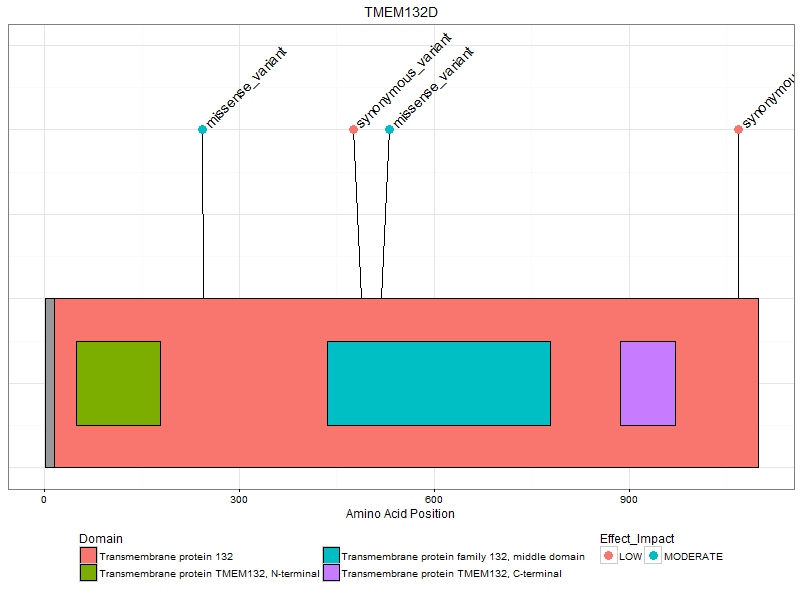 TMEM132D
missense_variant
synonymous_variant
missense_variant
synonymou
0 300 600 900
Amino Acid Position
Domain
Transmembrane protein 132
Transmembrane protein family 132, middle domain
Transmembrane protein TMEM132, N-terminal
Transmembrane protein TMEM132, C-terminal
Effect_Impact
LOW MODERATE